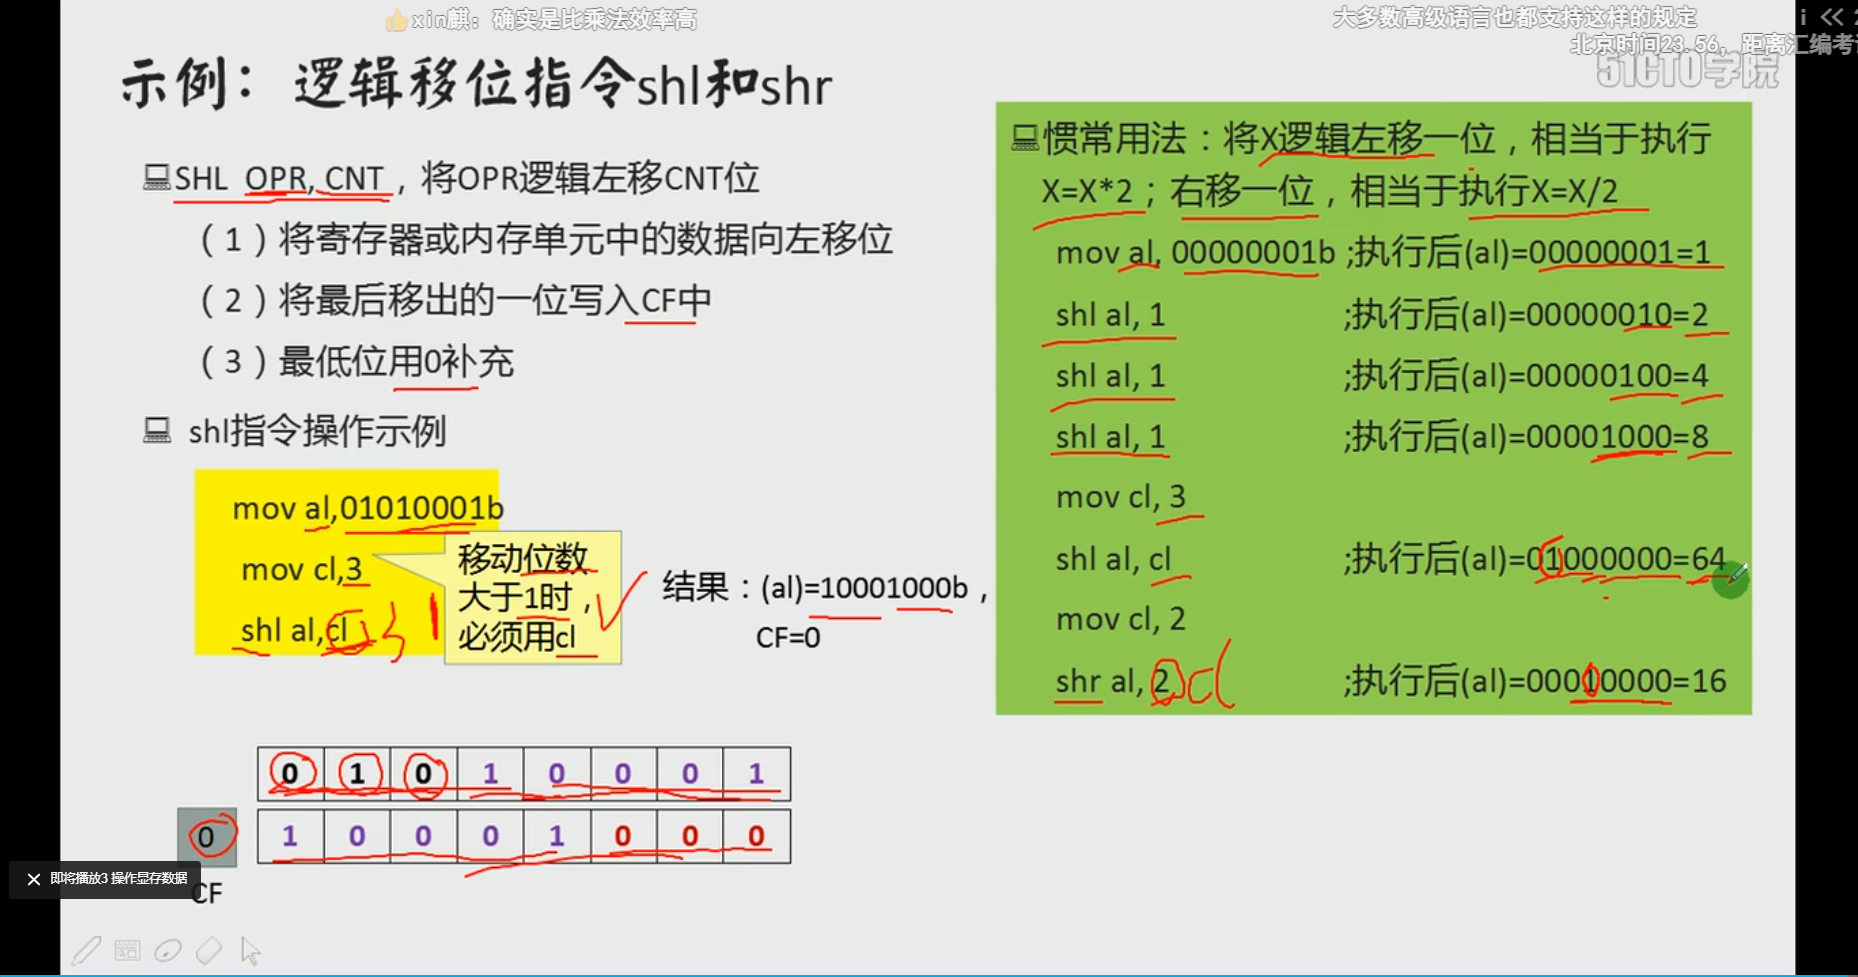 xin麒：确实是比乘法效率高
大多数高级语言也都支持这样的规定
北京时间23.56，距离汇编考
51CTO学院
示例：逻辑移位指令shl和shr
SHL OPR, CNT，将OPR逻辑左移CNT位
（1）将寄存器或内存单元中的数据向左移位
（2）将最后移出的一位写入CF中
（3）最低位用0补充
shl指令操作示例
mov al,01010001b
mov cl,3
shl al,cl
3 1
移动位数
大于1时，
必须用cl
结果：(al)=10001000b，
CF=0
0 1 0 1 0 0 0 1
0 1 0 0 0 1 0 0 0
CF
即将播放3 操作显存数据
惯常用法：将X逻辑左移一位，相当于执行
X=X*2；右移一位，相当于执行X=X/2
mov al, 00000001b ;执行后(al)=00000001=1
shl al, 1 ;执行后(al)=00000010=2
shl al, 1 ;执行后(al)=00000100=4
shl al, 1 ;执行后(al)=00001000=8
mov cl, 3
shl al, cl ;执行后(al)=01000000=64
mov cl, 2
shr al, 2 cl ;执行后(al)=00010000=16